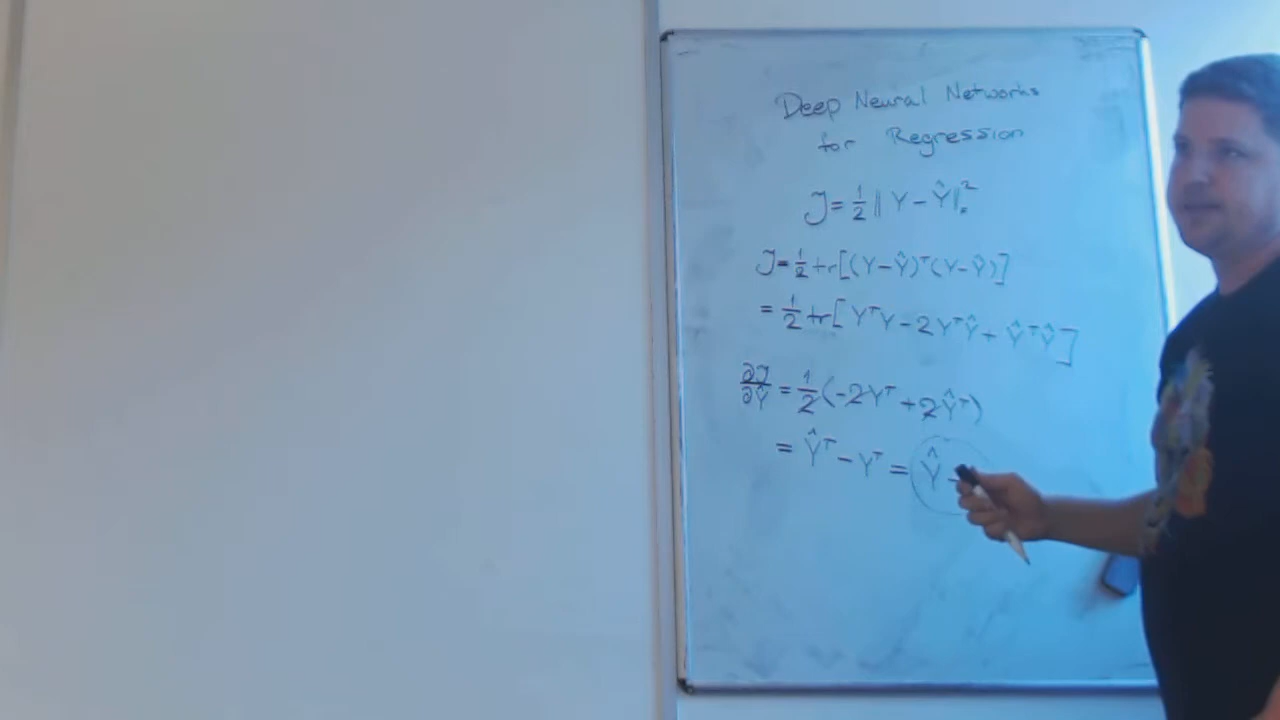 Deep Neural Networks
for Regression
J = 1/2 || Y - Ŷ ||²
J = 1/2 tr[(Y - Ŷ)ᵀ(Y - Ŷ)]
= 1/2 tr[YᵀY - 2YᵀŶ + ŶᵀŶ]
∂J/∂Ŷ = 1/2(-2Yᵀ + 2Ŷᵀ)
= Ŷᵀ - Yᵀ = Ŷ -